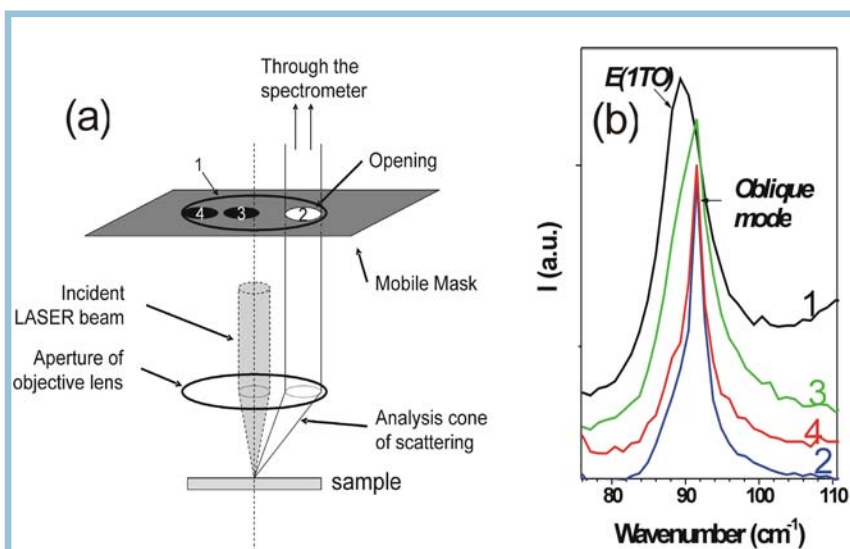 (a)
Through the
spectrometer
1
Opening
4 3 2
Mobile Mask
Incident
LASER beam
Aperture of
objective lens
Analysis cone
of scattering
sample
(b)
E(1TO)
Oblique
mode
I (a.u.)
1
3
4
2
80 90 100 110
Wavenumber (cm⁻¹)